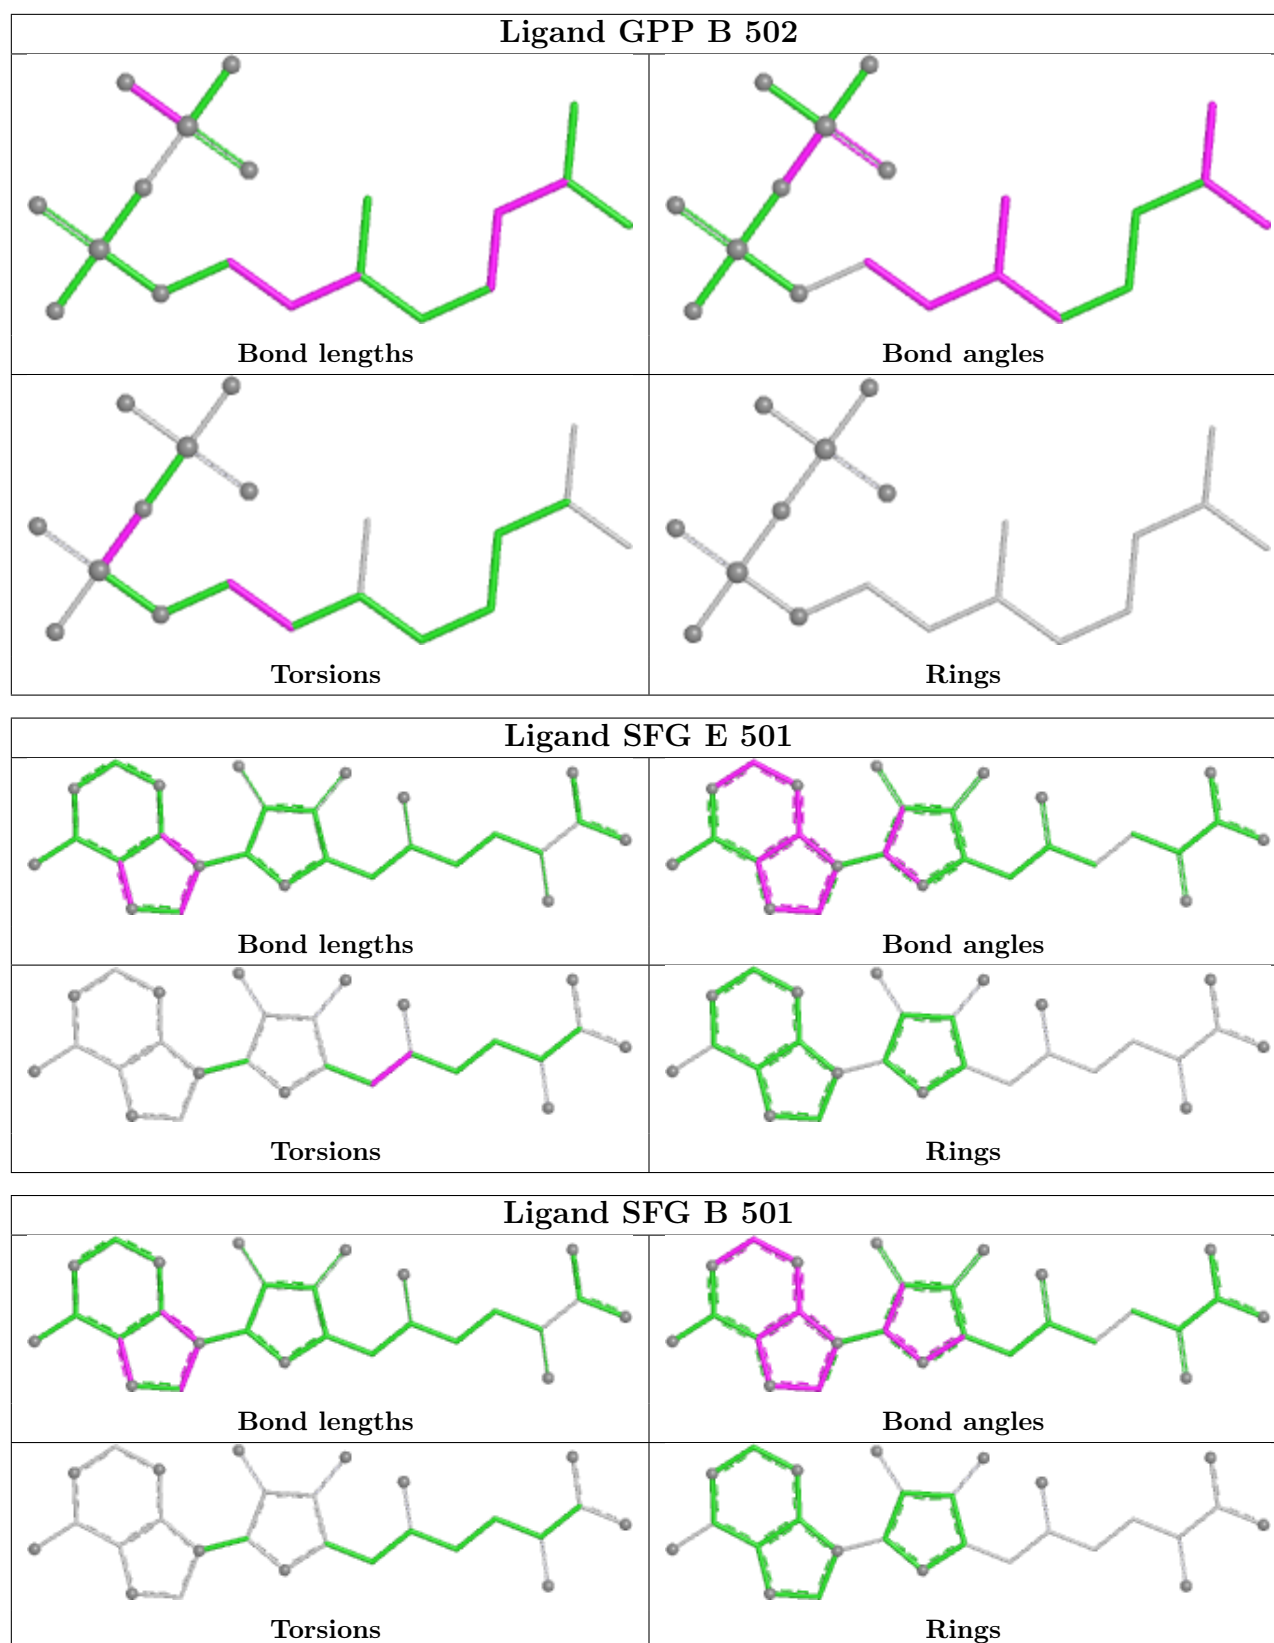 Ligand GPP B 502
Bond lengths
Bond angles
Torsions
Rings
Ligand SFG E 501
Bond lengths
Bond angles
Torsions
Rings
Ligand SFG B 501
Bond lengths
Bond angles
Torsions
Rings